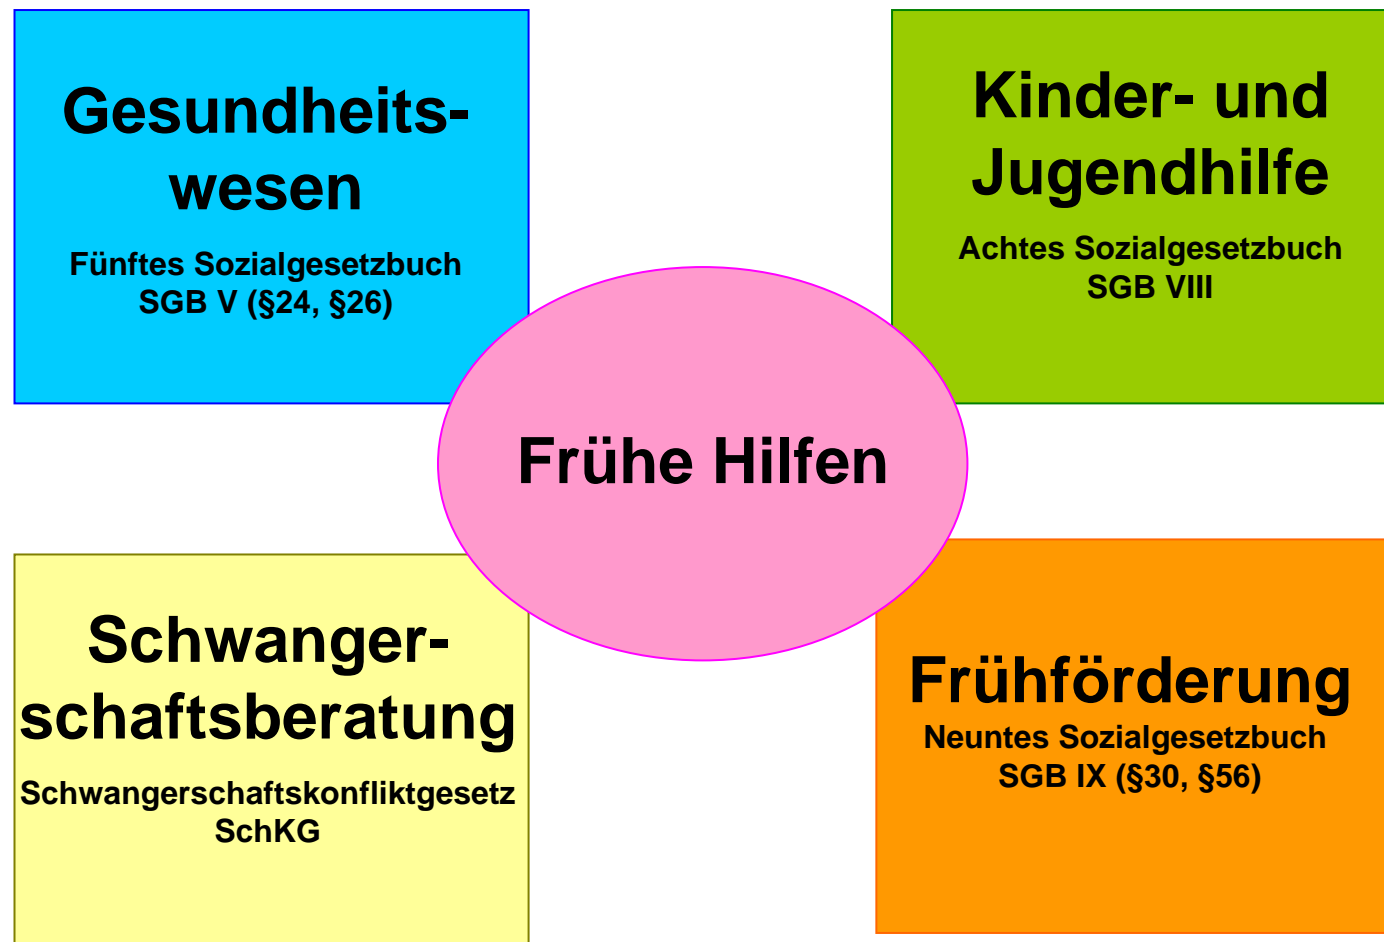 Gesundheits-
wesen
Fünftes Sozialgesetzbuch
SGB V (§24, §26)
Kinder- und
Jugendhilfe
Achtes Sozialgesetzbuch
SGB VIII
Frühe Hilfen
Schwanger-
schaftsberatung
Schwangerschaftskonfliktgesetz
SchKG
Frühförderung
Neuntes Sozialgesetzbuch
SGB IX (§30, §56)